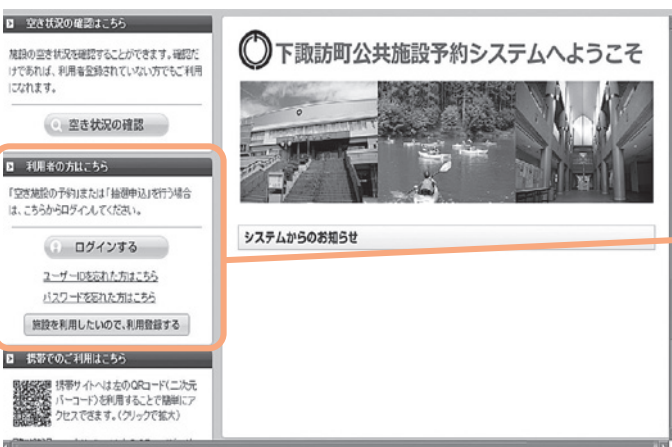 空き状況の確認はこちら
施設の空き状況を確認することができます。確認だ
けであれば、利用者登録されていない方でもご利用
になれます。
空き状況の確認
利用者の方はこちら
「空き施設の予約」または「抽選申込」を行う場合
は、こちらからログインしてください。
ログインする
ユーザーIDを忘れた方はこちら
パスワードを忘れた方はこちら
施設を利用したいので、利用登録する
携帯でのご利用はこちら
携帯サイトへは左のQRコード(二次元
バーコード)を利用することで簡単にア
クセスできます。(クリックで拡大)
下諏訪町公共施設予約システムへようこそ
システムからのお知らせ